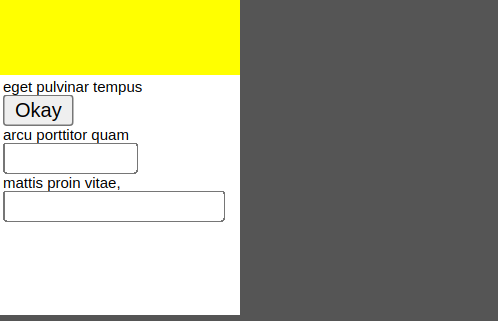 eget pulvinar tempus
Okay
arcu porttitor quam
mattis proin vitae,